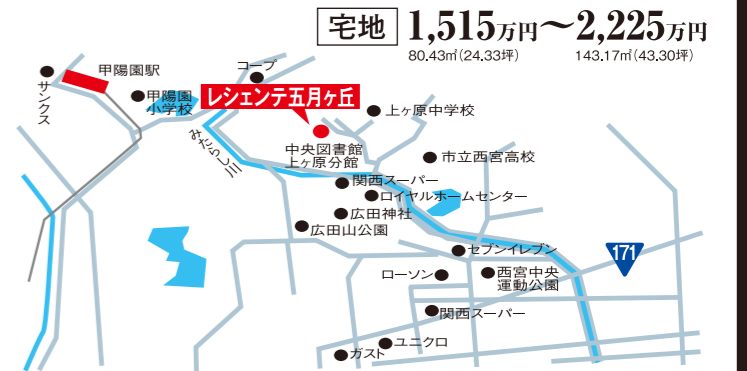 宅地 1,515万円〜2,225万円
80.43㎡(24.33坪) 143.17㎡(43.30坪)
サンクス
甲陽園駅
コープ
甲陽園
小学校
レシェンテ五月ヶ丘
上ヶ原中学校
みたらし川
中央図書館
上ヶ原分館
市立西宮高校
関西スーパー
ロイヤルホームセンター
広田神社
広田山公園
セブンイレブン
171
ローソン
西宮中央
運動公園
関西スーパー
ユニクロ
ガスト